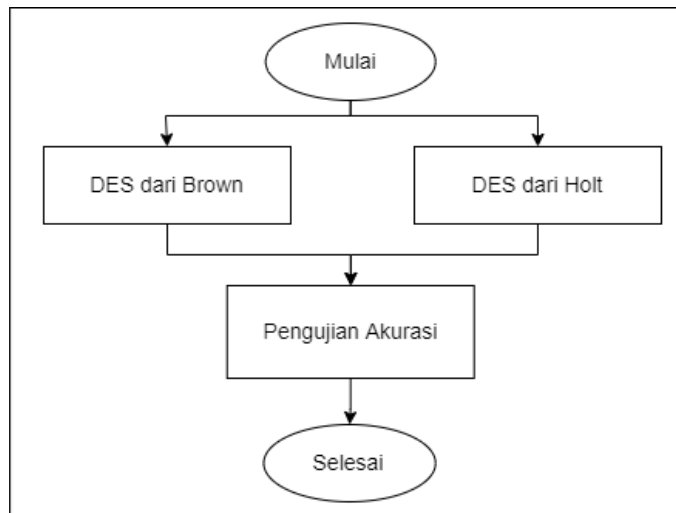 Mulai
DES dari Brown
DES dari Holt
Pengujian Akurasi
Selesai